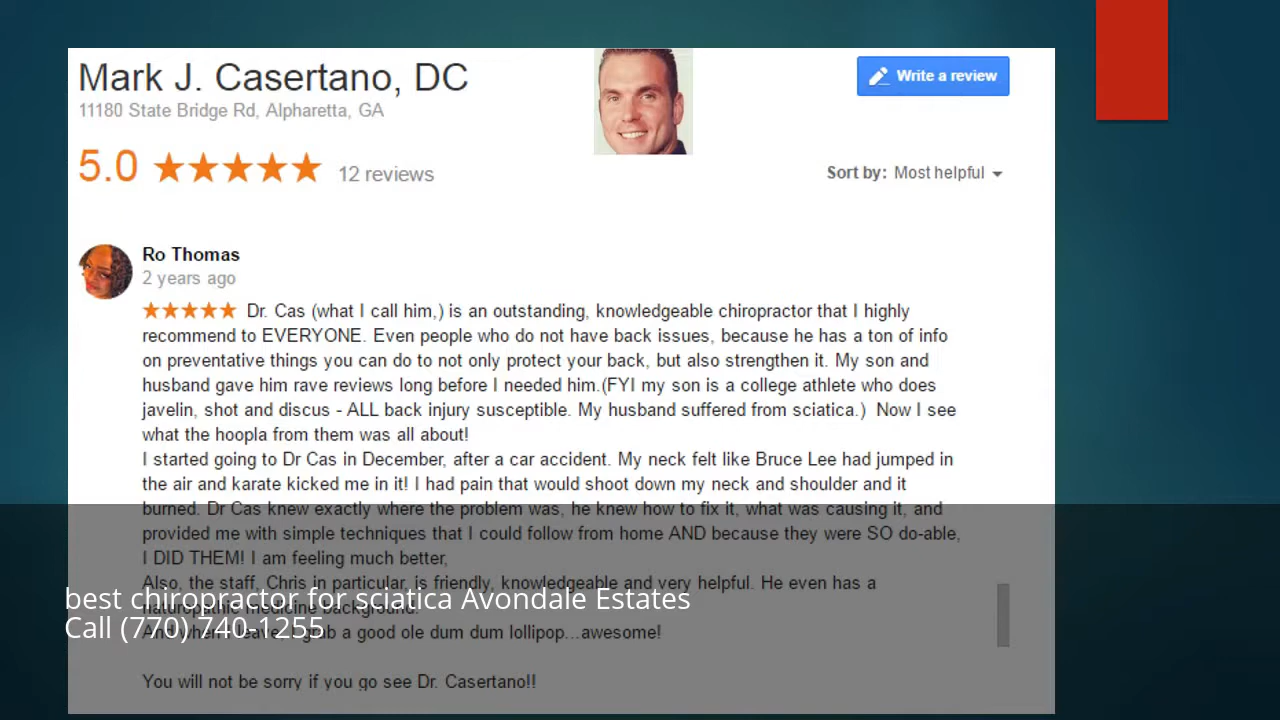 Mark J. Casertano, DC
11180 State Bridge Rd, Alpharetta, GA
Write a review
5.0 12 reviews
Sort by: Most helpful
Ro Thomas
2 years ago
Dr. Cas (what I call him,) is an outstanding, knowledgeable chiropractor that I highly
recommend to EVERYONE. Even people who do not have back issues, because he has a ton of info
on preventative things you can do to not only protect your back, but also strengthen it. My son and
husband gave him rave reviews long before I needed him.(FYI my son is a college athlete who does
javelin, shot and discus - ALL back injury susceptible. My husband suffered from sciatica.) Now I see
what the hoopla from them was all about!
I started going to Dr Cas in December, after a car accident. My neck felt like Bruce Lee had jumped in
the air and karate kicked me in it! I had pain that would shoot down my neck and shoulder and it
burned. Dr Cas knew exactly where the problem was, he knew how to fix it, what was causing it, and
provided me with simple techniques that I could follow from home AND because they were SO do-able,
I DID THEM! I am feeling much better,
Also, the staff, Chris in particular, is friendly, knowledgeable and very helpful. He even has a
naturopathic medicine background.
And when I leave, I grab a good ole dum dum lollipop...awesome!
You will not be sorry if you go see Dr. Casertano!!
best chiropractor for sciatica Avondale Estates
Call (770) 740-1255